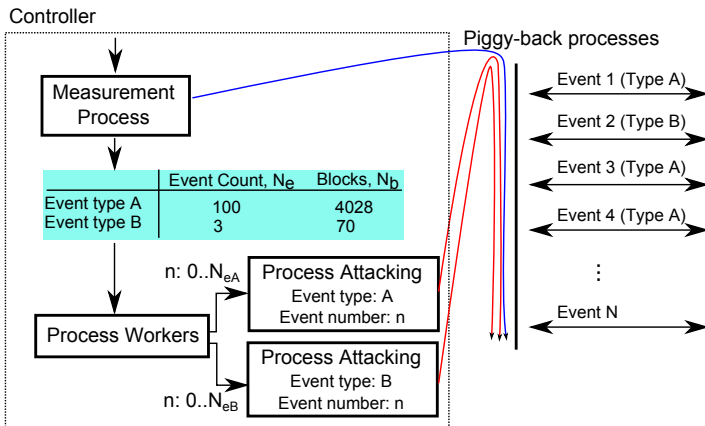 Controller
Piggy-back processes
Measurement
Process
Event Count, Ne Blocks, Nb
Event type A 100 4028
Event type B 3 70
n: 0..NeA
Process Attacking
Event type: A
Event number: n
Process Workers
Process Attacking
Event type: B
Event number: n
n: 0..NeB
Event 1 (Type A)
Event 2 (Type B)
Event 3 (Type A)
Event 4 (Type A)
...
Event N